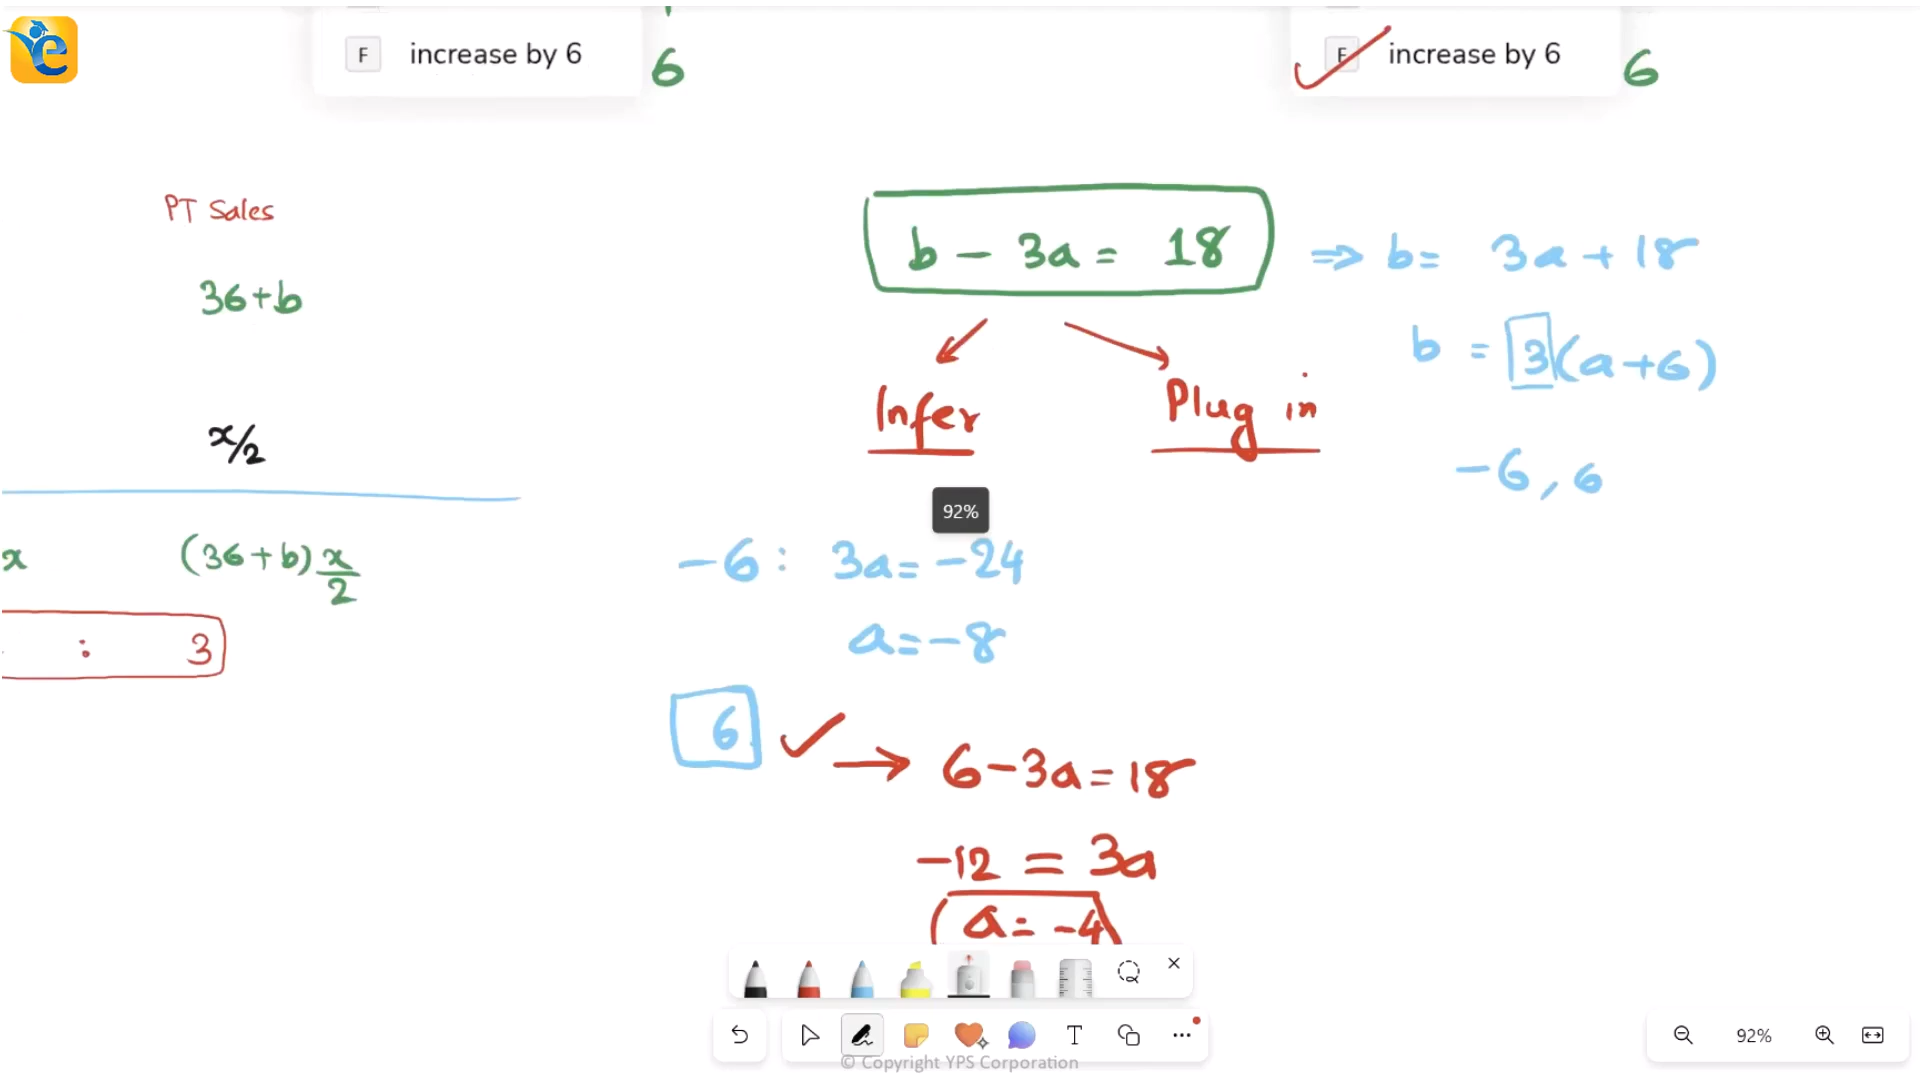 F increase by 6
6
F increase by 6
6
PT Sales
36+b
x/2
x (36+b) x/2
: 3
b - 3a = 18
⇒ b = 3a + 18
b = 3(a+6)
-6, 6
Infer
Plug in
92%
-6: 3a = -24
a = -8
6 ✓ → 6-3a=18
-12 = 3a
a = -4
T
© Copyright YPS Corporation
92%